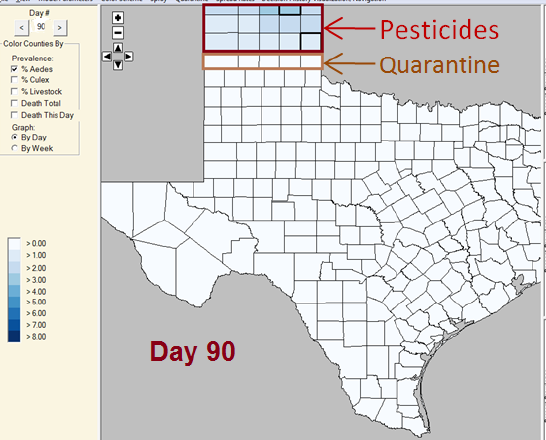 Day #
< 90 >
Color Counties By
Prevalence:
% Aedes
% Culex
% Livestock
Death Total
Death This Day
Graph:
By Day
By Week
> 0.00
> 1.00
> 2.00
> 3.00
> 4.00
> 5.00
> 6.00
> 7.00
> 8.00
Pesticides
Quarantine
Day 90